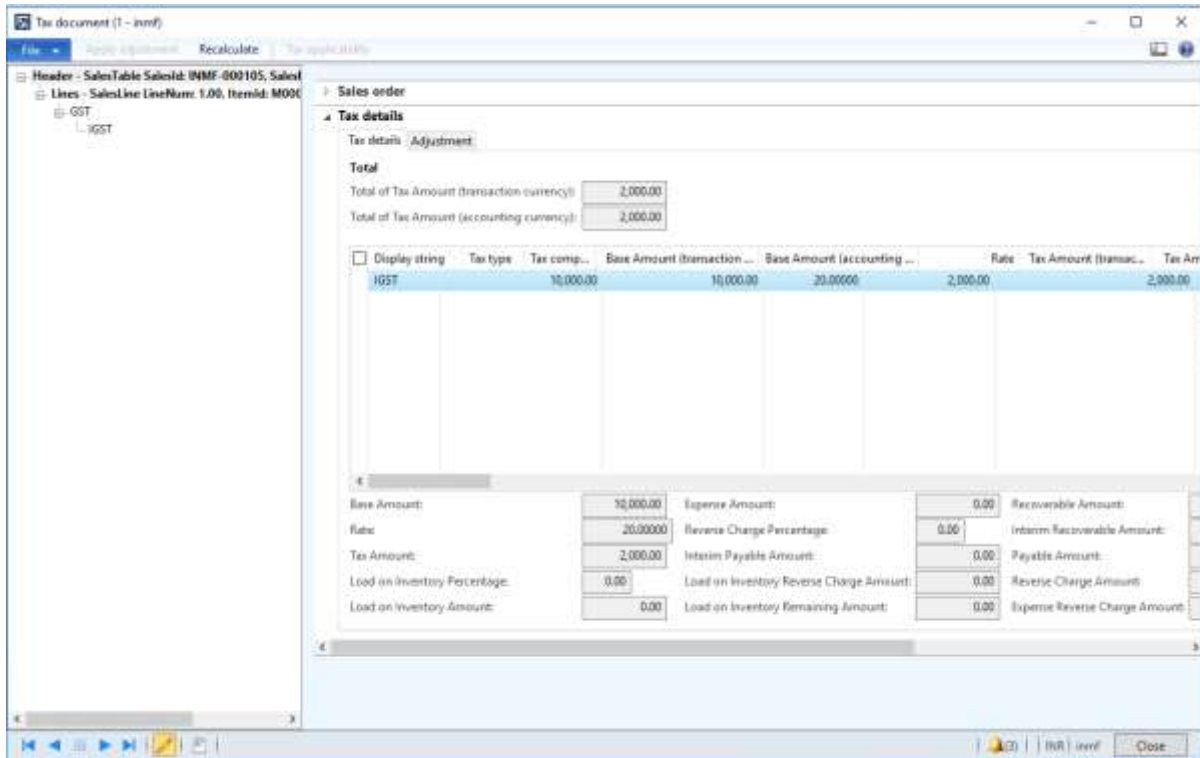 Tax document (1 - inmf)
File Apply adjustment Recalculate Tax applicability
Header - SalesTable SalesId: INMF-000105, SalesI
Lines - SalesLine LineNum: 1.00, ItemId: M000
GST
IGST
Sales order
Tax details
Tax details Adjustment
Total
Total of Tax Amount (transaction currency): 2,000.00
Total of Tax Amount (accounting currency): 2,000.00
Display string Tax type Tax comp... Base Amount (transaction ... Base Amount (accounting ... Rate Tax Amount (transac... Tax Am
IGST 10,000.00 10,000.00 20.00000 2,000.00 2,000.00
Base Amount: 10,000.00 Expense Amount: 0.00 Recoverable Amount:
Rate: 20.00000 Reverse Charge Percentage: 0.00 Interim Recoverable Amount:
Tax Amount: 2,000.00 Interim Payable Amount: 0.00 Payable Amount:
Load on Inventory Percentage: 0.00 Load on Inventory Reverse Charge Amount: 0.00 Reverse Charge Amount:
Load on Inventory Amount: 0.00 Load on Inventory Remaining Amount: 0.00 Expense Reverse Charge Amount:
(2) INR inmf Close